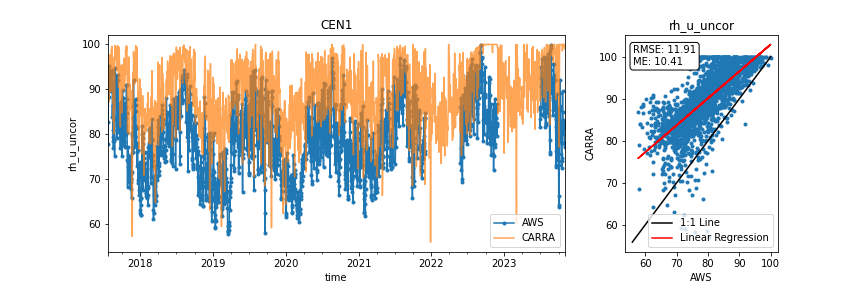 CEN1
rh_u_uncor
100
90
80
70
60
rh_u_uncor
2018
2019
2020
2021
2022
2023
time
AWS
CARRA
rh_u_uncor
RMSE: 11.91
ME: 10.41
100
90
80
70
60
CARRA
60
70
80
90
100
AWS
1:1 Line
Linear Regression